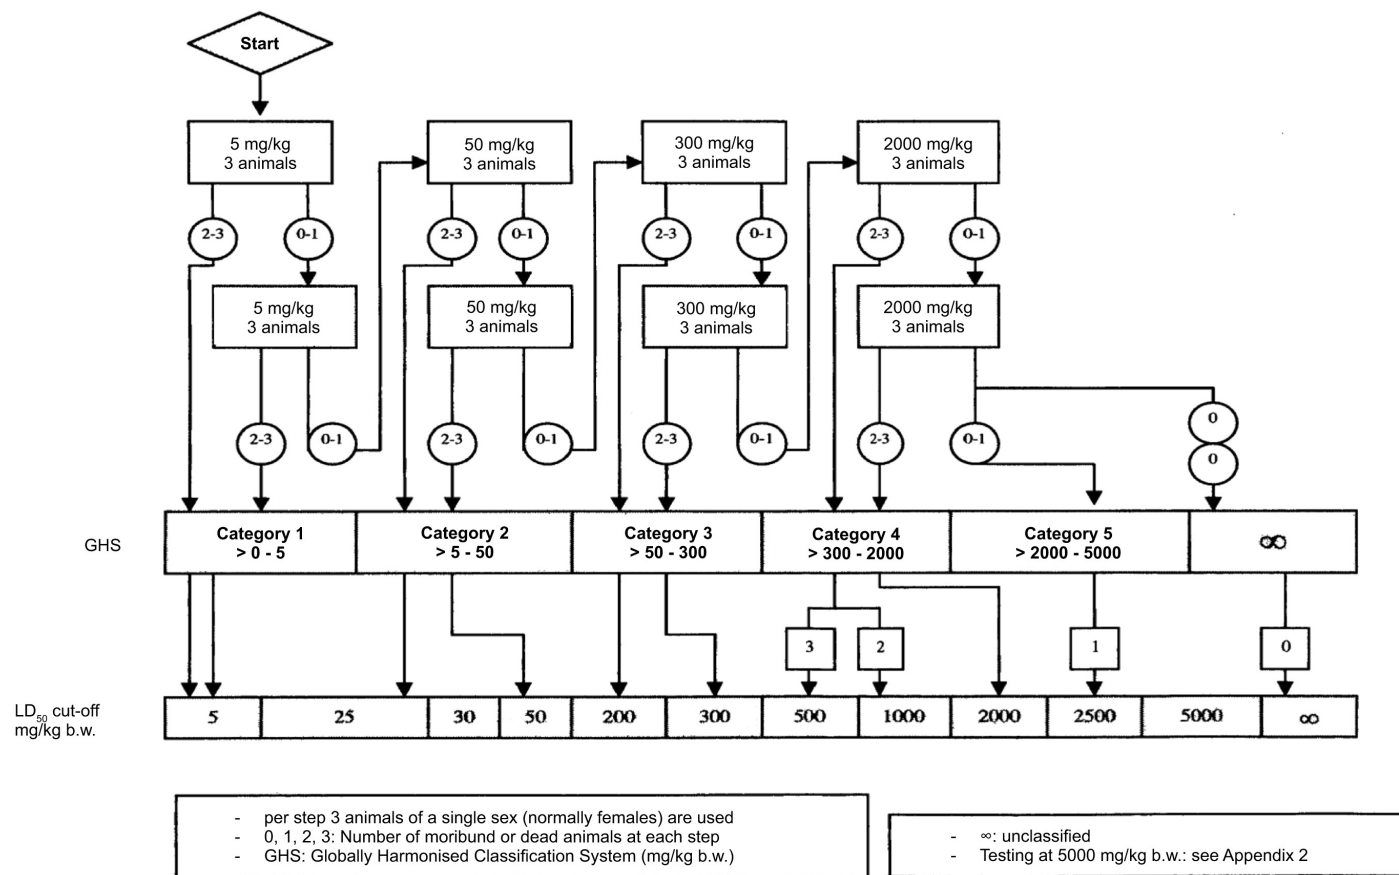 Start
5 mg/kg
3 animals
50 mg/kg
3 animals
300 mg/kg
3 animals
2000 mg/kg
3 animals
2-3
0-1
2-3
0-1
2-3
0-1
2-3
0-1
5 mg/kg
3 animals
50 mg/kg
3 animals
300 mg/kg
3 animals
2000 mg/kg
3 animals
2-3
0-1
2-3
0-1
2-3
0-1
2-3
0-1
0
0
GHS
Category 1
> 0 - 5
Category 2
> 5 - 50
Category 3
> 50 - 300
Category 4
> 300 - 2000
Category 5
> 2000 - 5000
∞
3
2
1
0
LD50 cut-off
mg/kg b.w.
5
25
30
50
200
300
500
1000
2000
2500
5000
∞
- per step 3 animals of a single sex (normally females) are used
- 0, 1, 2, 3: Number of moribund or dead animals at each step
- GHS: Globally Harmonised Classification System (mg/kg b.w.)
- ∞: unclassified
- Testing at 5000 mg/kg b.w.: see Appendix 2